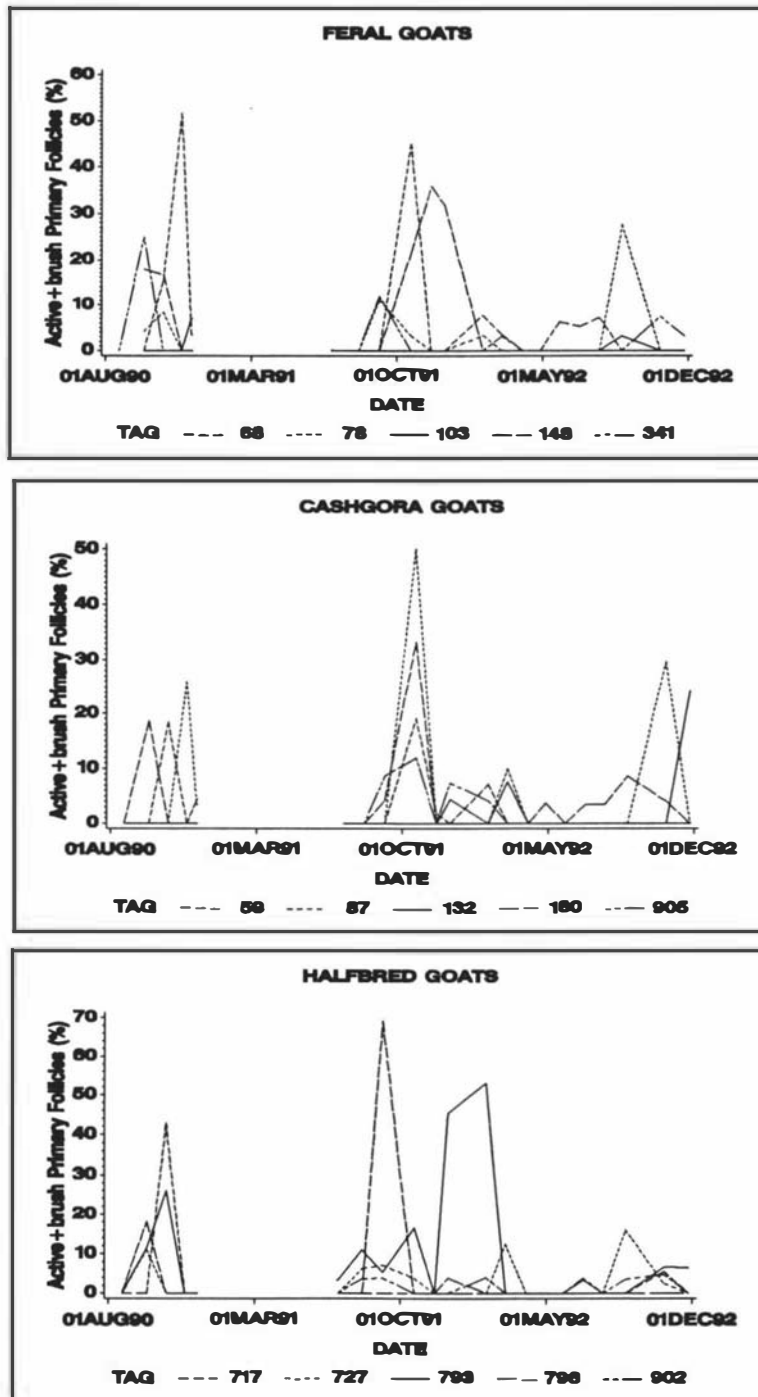 FERAL GOATS
Active+brush Primary Follicles (%)
60
50
40
30
20
10
0
01AUG90 01MAR91 01OCT91 01MAY92 01DEC92
DATE
TAG 68 78 103 148 341
CASHGORA GOATS
Active+brush Primary Follicles (%)
50
40
30
20
10
0
01AUG90 01MAR91 01OCT91 01MAY92 01DEC92
DATE
TAG 59 87 132 160 905
HALFBRED GOATS
Active+brush Primary Follicles (%)
70
60
50
40
30
20
10
0
01AUG90 01MAR91 01OCT91 01MAY92 01DEC92
DATE
TAG 717 727 793 796 902